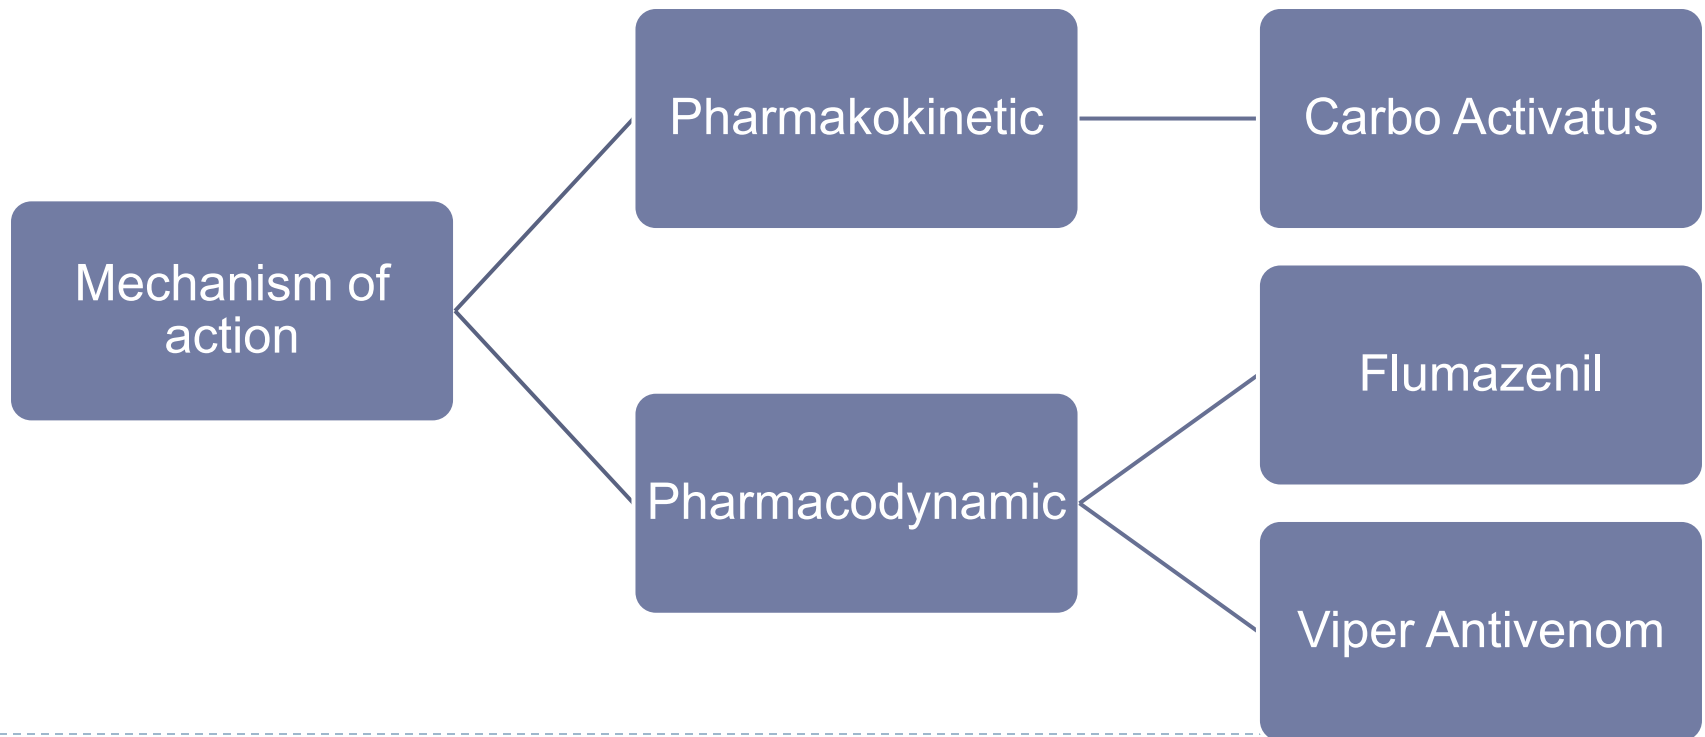 Mechanism of
action
Pharmakokinetic
Carbo Activatus
Pharmacodynamic
Flumazenil
Viper Antivenom